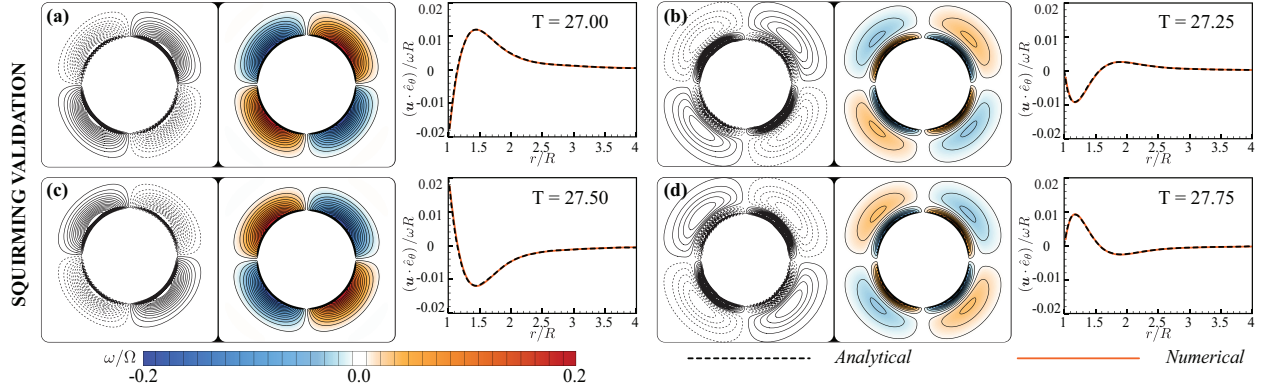 SQUIRMING VALIDATION
(a)
(u · ê_θ)/ωR
0.02
0.01
0
-0.01
-0.02
T = 27.00
1 1.5 2 2.5 3 3.5 4
r/R
(b)
(u · ê_θ)/ωR
0.02
0.01
0
-0.01
-0.02
T = 27.25
1 1.5 2 2.5 3 3.5 4
r/R
(c)
(u · ê_θ)/ωR
0.02
0.01
0
-0.01
-0.02
T = 27.50
1 1.5 2 2.5 3 3.5 4
r/R
(d)
(u · ê_θ)/ωR
0.02
0.01
0
-0.01
-0.02
T = 27.75
1 1.5 2 2.5 3 3.5 4
r/R
ω/Ω
-0.2 0.0 0.2
Analytical
Numerical